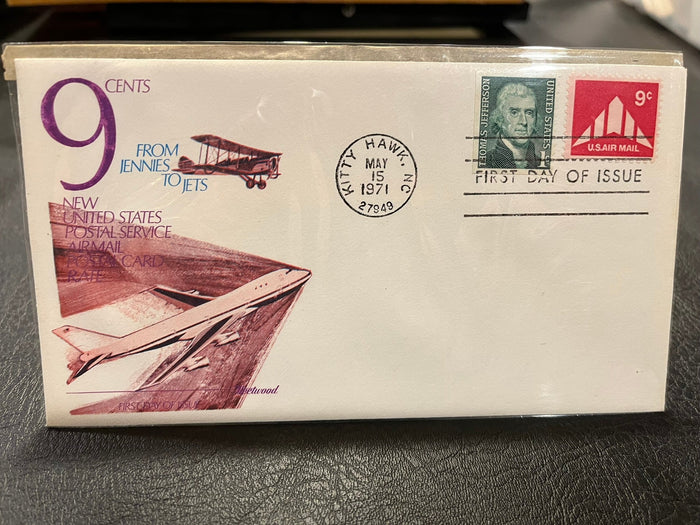 9 CENTS
FROM
JENNIES
TO JETS
NEW
UNITED STATES
POSTAL SERVICE
AIRMAIL
POSTAL CARD
RATE
Fleetwood
FIRST DAY OF ISSUE
KITTY HAWK, NC
MAY
15
1971
27949
THOMAS JEFFERSON
UNITED STATES
9c
U.S. AIR MAIL
FIRST DAY OF ISSUE